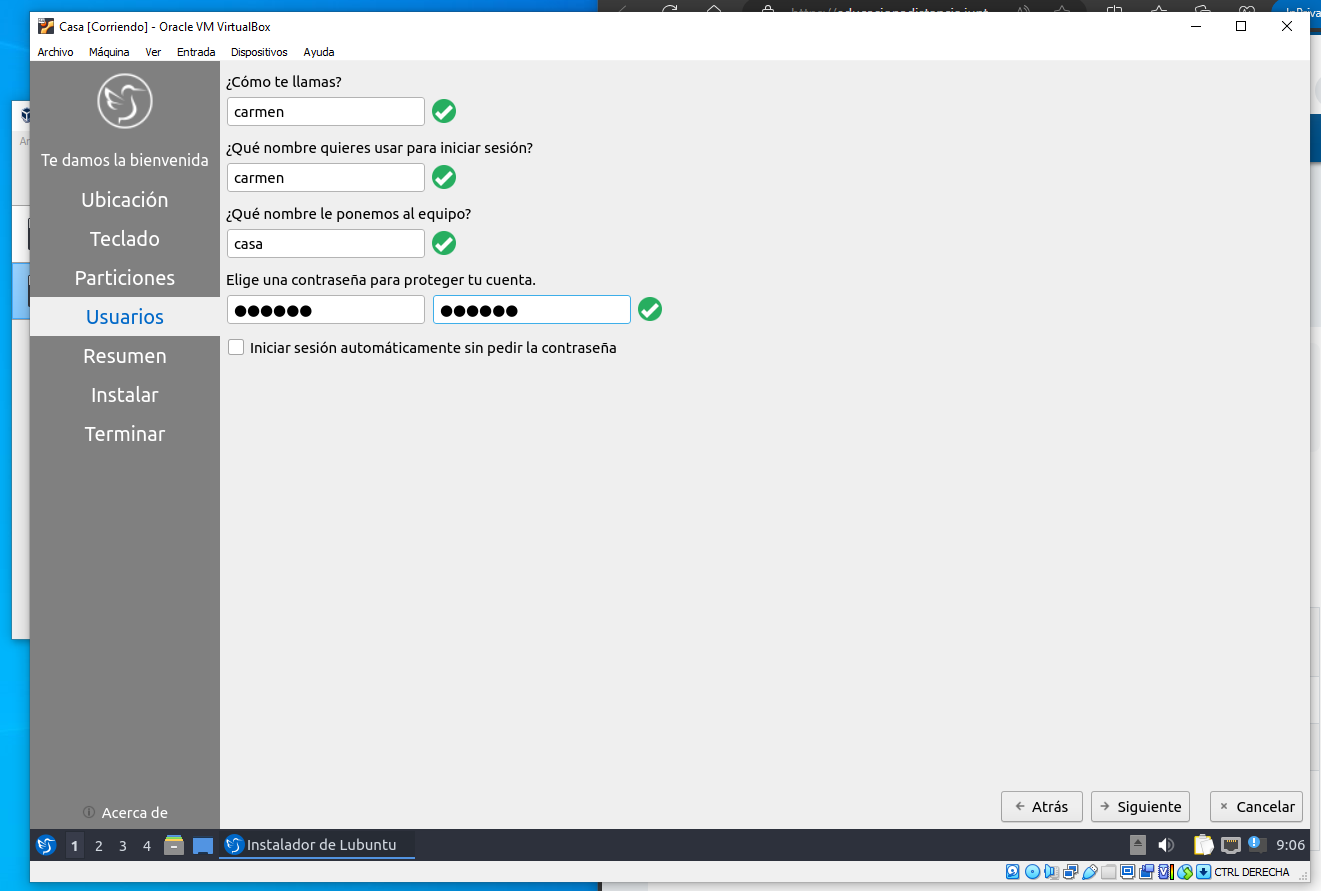 Casa [Corriendo] - Oracle VM VirtualBox
Archivo Máquina Ver Entrada Dispositivos Ayuda
Te damos la bienvenida
Ubicación
Teclado
Particiones
Usuarios
Resumen
Instalar
Terminar
Acerca de
¿Cómo te llamas?
carmen
¿Qué nombre quieres usar para iniciar sesión?
carmen
¿Qué nombre le ponemos al equipo?
casa
Elige una contraseña para proteger tu cuenta.
●●●●●● ●●●●●●
Iniciar sesión automáticamente sin pedir la contraseña
Atrás Siguiente Cancelar
1 2 3 4 Instalador de Lubuntu 9:06
CTRL DERECHA